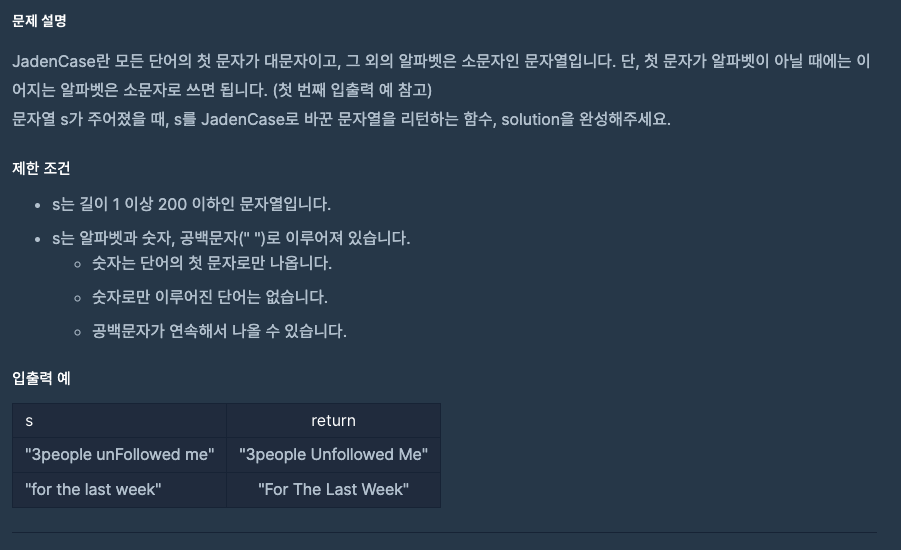 문제 설명
JadenCase란 모든 단어의 첫 문자가 대문자이고, 그 외의 알파벳은 소문자인 문자열입니다. 단, 첫 문자가 알파벳이 아닐 때에는 이
어지는 알파벳은 소문자로 쓰면 됩니다. (첫 번째 입출력 예 참고)
문자열 s가 주어졌을 때, s를 JadenCase로 바꾼 문자열을 리턴하는 함수, solution을 완성해주세요.
제한 조건
• s는 길이 1 이상 200 이하인 문자열입니다.
• s는 알파벳과 숫자, 공백문자(" ")로 이루어져 있습니다.
◦ 숫자는 단어의 첫 문자로만 나옵니다.
◦ 숫자로만 이루어진 단어는 없습니다.
◦ 공백문자가 연속해서 나올 수 있습니다.
입출력 예
s return
"3people unFollowed me" "3people Unfollowed Me"
"for the last week" "For The Last Week"